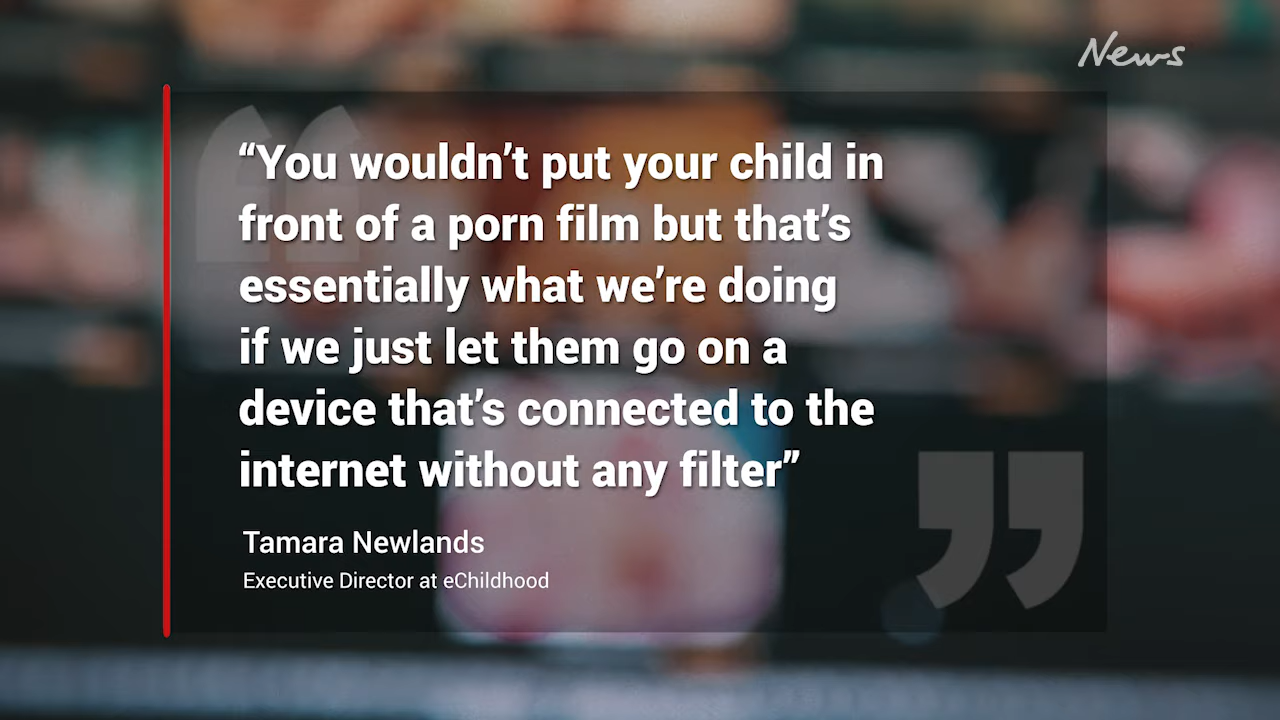 News
“You wouldn’t put your child in
front of a porn film but that’s
essentially what we’re doing
if we just let them go on a
device that’s connected to the
internet without any filter”
Tamara Newlands
Executive Director at eChildhood